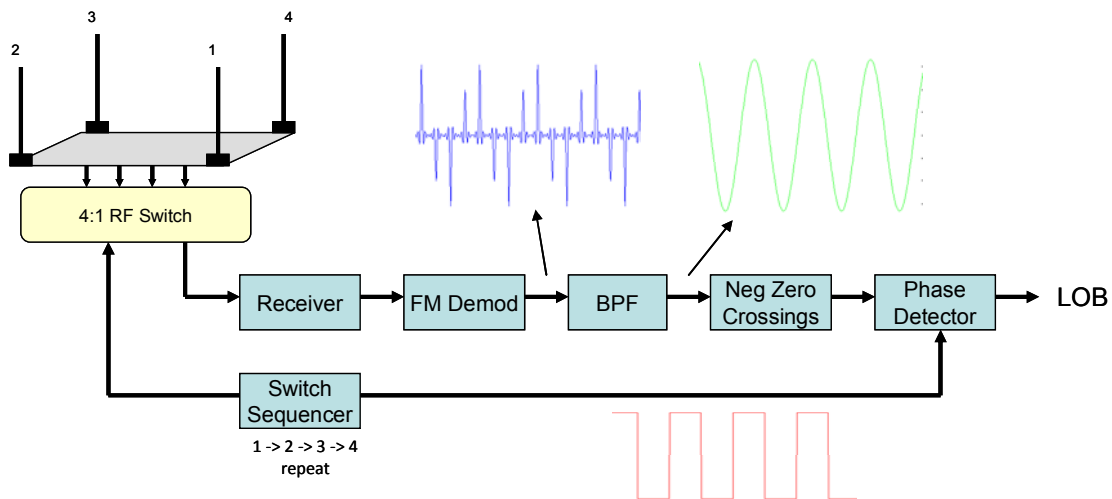 3
4
2
1
4:1 RF Switch
Receiver
FM Demod
BPF
Neg Zero
Crossings
Phase
Detector
LOB
Switch
Sequencer
1 -> 2 -> 3 -> 4
repeat